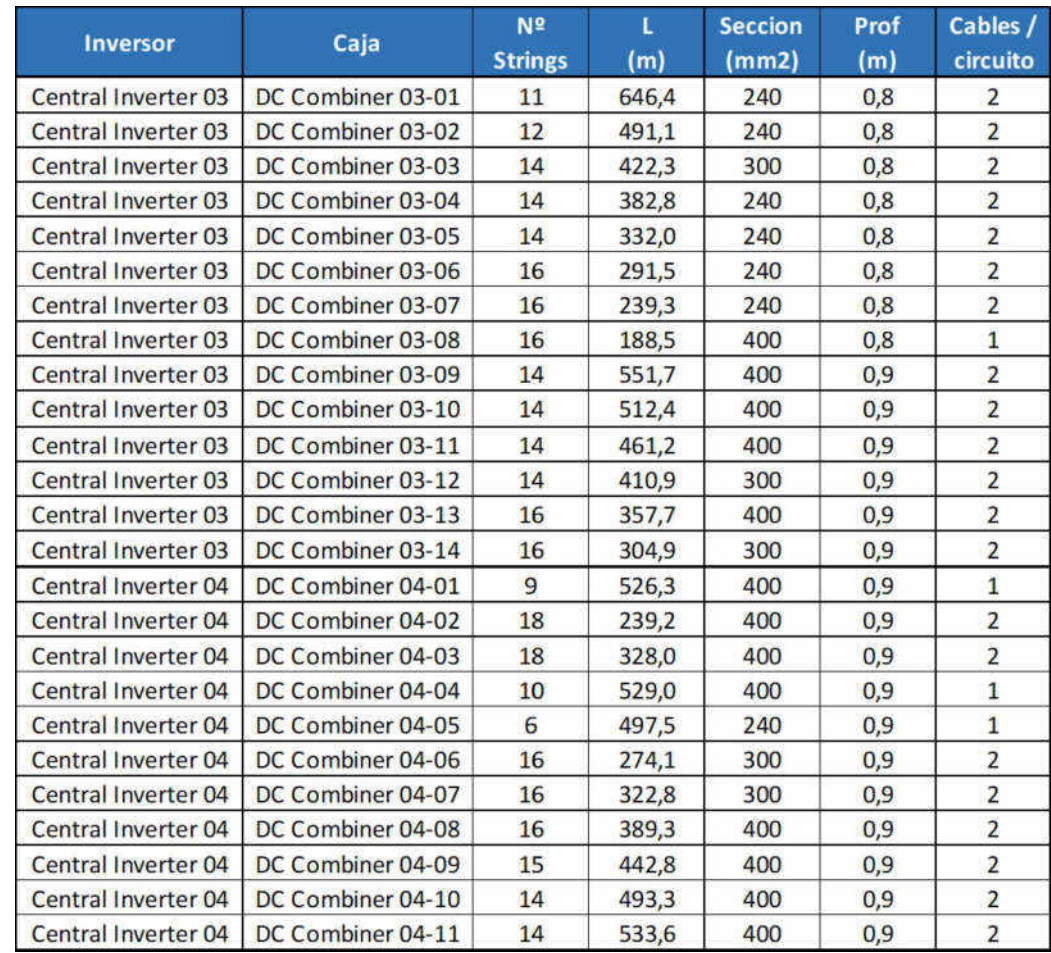 Inversor Caja Nº Strings L (m) Seccion (mm2) Prof (m) Cables / circuito
Central Inverter 03 DC Combiner 03-01 11 646,4 240 0,8 2
Central Inverter 03 DC Combiner 03-02 12 491,1 240 0,8 2
Central Inverter 03 DC Combiner 03-03 14 422,3 300 0,8 2
Central Inverter 03 DC Combiner 03-04 14 382,8 240 0,8 2
Central Inverter 03 DC Combiner 03-05 14 332,0 240 0,8 2
Central Inverter 03 DC Combiner 03-06 16 291,5 240 0,8 2
Central Inverter 03 DC Combiner 03-07 16 239,3 240 0,8 2
Central Inverter 03 DC Combiner 03-08 16 188,5 400 0,8 1
Central Inverter 03 DC Combiner 03-09 14 551,7 400 0,9 2
Central Inverter 03 DC Combiner 03-10 14 512,4 400 0,9 2
Central Inverter 03 DC Combiner 03-11 14 461,2 400 0,9 2
Central Inverter 03 DC Combiner 03-12 14 410,9 300 0,9 2
Central Inverter 03 DC Combiner 03-13 16 357,7 400 0,9 2
Central Inverter 03 DC Combiner 03-14 16 304,9 300 0,9 2
Central Inverter 04 DC Combiner 04-01 9 526,3 400 0,9 1
Central Inverter 04 DC Combiner 04-02 18 239,2 400 0,9 2
Central Inverter 04 DC Combiner 04-03 18 328,0 400 0,9 2
Central Inverter 04 DC Combiner 04-04 10 529,0 400 0,9 1
Central Inverter 04 DC Combiner 04-05 6 497,5 240 0,9 1
Central Inverter 04 DC Combiner 04-06 16 274,1 300 0,9 2
Central Inverter 04 DC Combiner 04-07 16 322,8 300 0,9 2
Central Inverter 04 DC Combiner 04-08 16 389,3 400 0,9 2
Central Inverter 04 DC Combiner 04-09 15 442,8 400 0,9 2
Central Inverter 04 DC Combiner 04-10 14 493,3 400 0,9 2
Central Inverter 04 DC Combiner 04-11 14 533,6 400 0,9 2